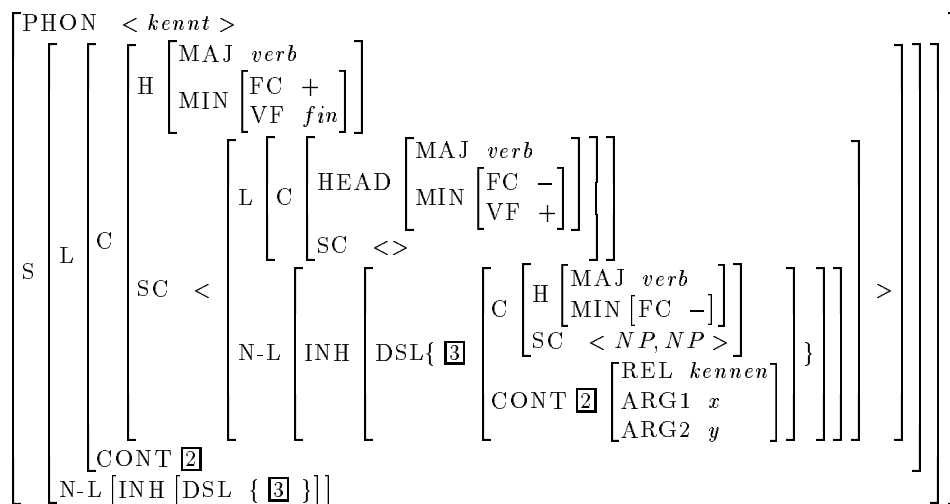 PHON < kennt >
MAJ verb
H
FC +
MIN
VF fin
MAJ verb
HEAD
FC –
L C MIN
VF +
SC <>
C
L
S
SC < >
MAJ verb
C H
MIN [FC –]
SC < NP, NP >
N-L INH DSL{ 3 }
REL kennen
CONT 2 ARG1 x
ARG2 y
CONT 2
N-L [INH [DSL { 3 }]]